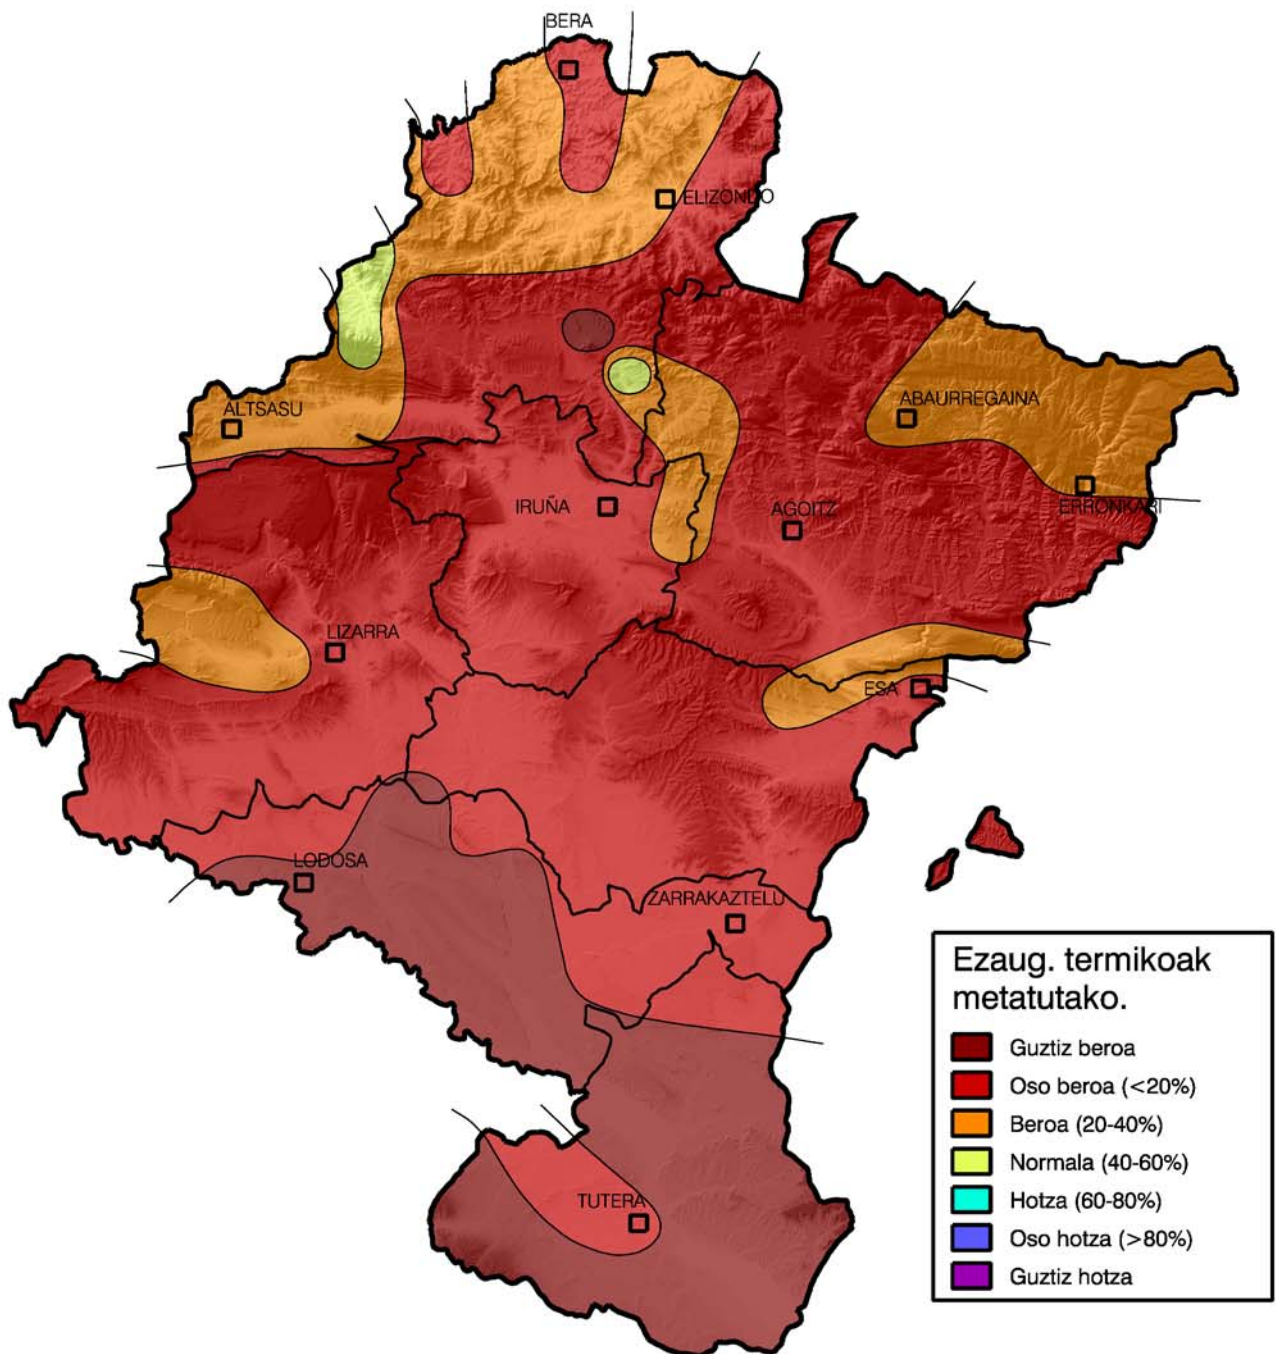 BERA
ELIZONDO
ALTSASU
ABAURREGAINA
IRUÑA
AGOITZ
ERRONKARI
LIZARRA
ESA
LODOSA
ZARRAKAZTELU
TUTERA
Ezaug. termikoak
metatutako.
Guztiz beroa
Oso beroa (<20%)
Beroa (20-40%)
Normala (40-60%)
Hotza (60-80%)
Oso hotza (>80%)
Guztiz hotza